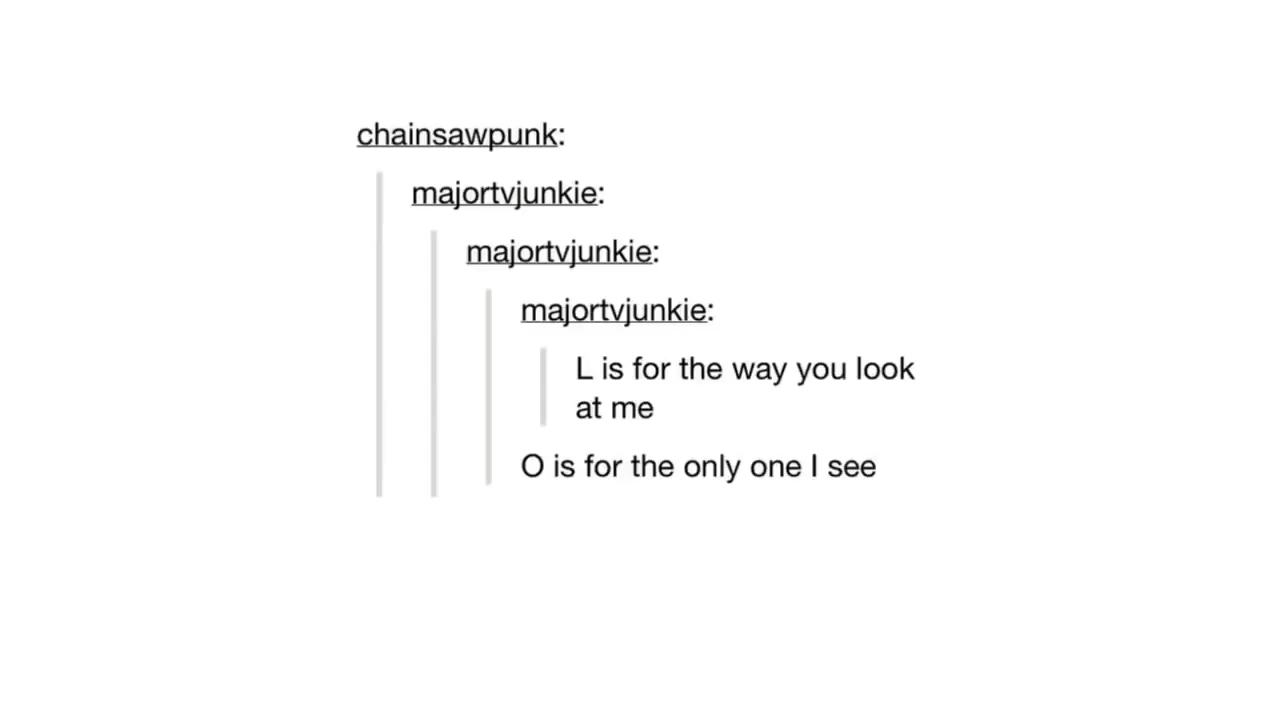 chainsawpunk:
majortvjunkie:
majortvjunkie:
majortvjunkie:
L is for the way you look
at me
O is for the only one I see